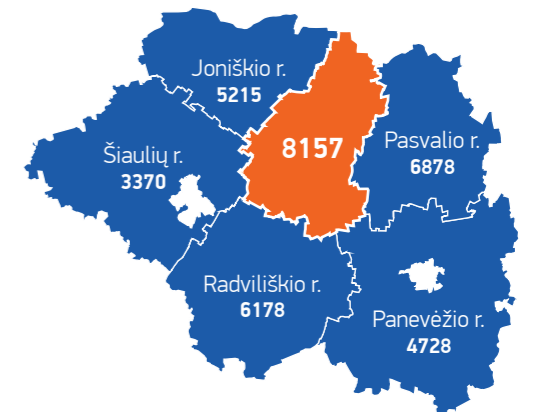 Joniškio r.
5215
8157
Pasvalio r.
6878
Šiaulių r.
3370
Radviliškio r.
6178
Panevėžio r.
4728